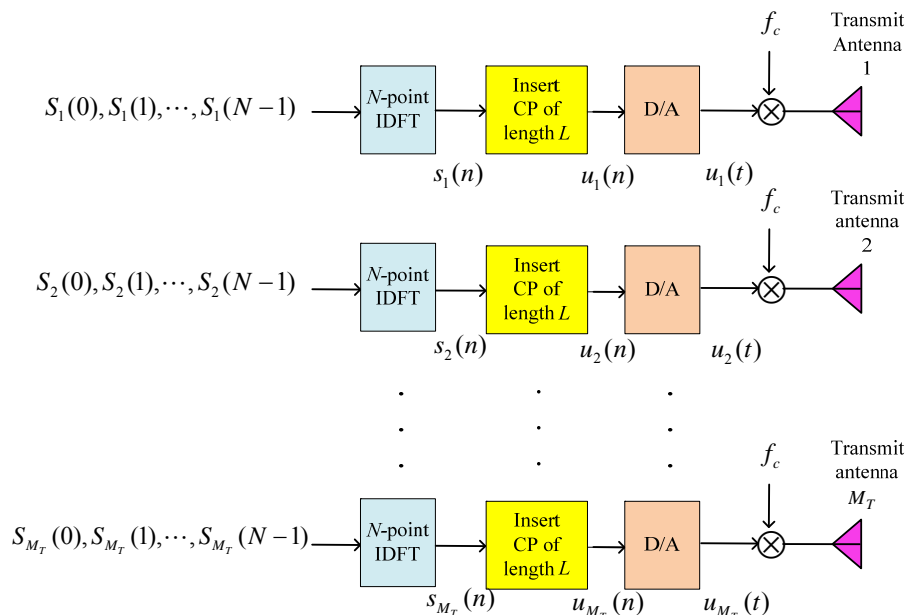 f_c
Transmit
Antenna
1
S_1(0), S_1(1), ⋯, S_1(N−1)
N-point
IDFT
Insert
CP of
length L
D/A
s_1(n)
u_1(n)
u_1(t)
f_c
Transmit
antenna
2
S_2(0), S_2(1), ⋯, S_2(N−1)
N-point
IDFT
Insert
CP of
length L
D/A
s_2(n)
u_2(n)
u_2(t)
f_c
Transmit
antenna
M_T
S_{M_T}(0), S_{M_T}(1), ⋯, S_{M_T}(N−1)
N-point
IDFT
Insert
CP of
length L
D/A
s_{M_T}(n)
u_{M_T}(n)
u_{M_T}(t)